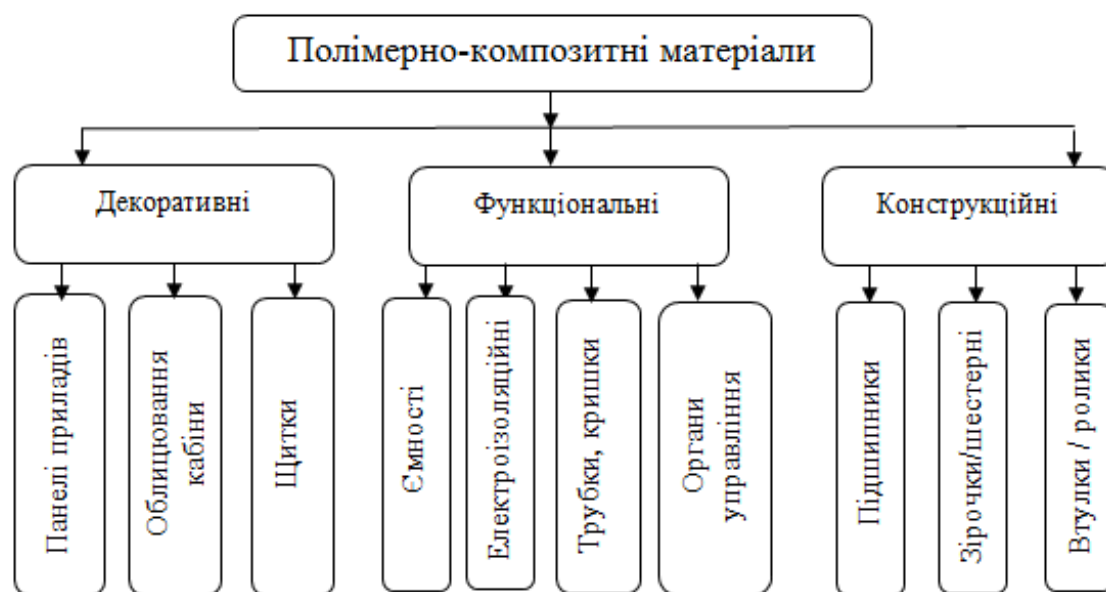 Полімерно-композитні матеріали
Декоративні
Функціональні
Конструкційні
Панелі приладів
Облицювання
кабіни
Щитки
Ємності
Електроізоляційні
Трубки, кришки
Органи
управління
Підшипники
Зірочки/шестерні
Втулки / ролики